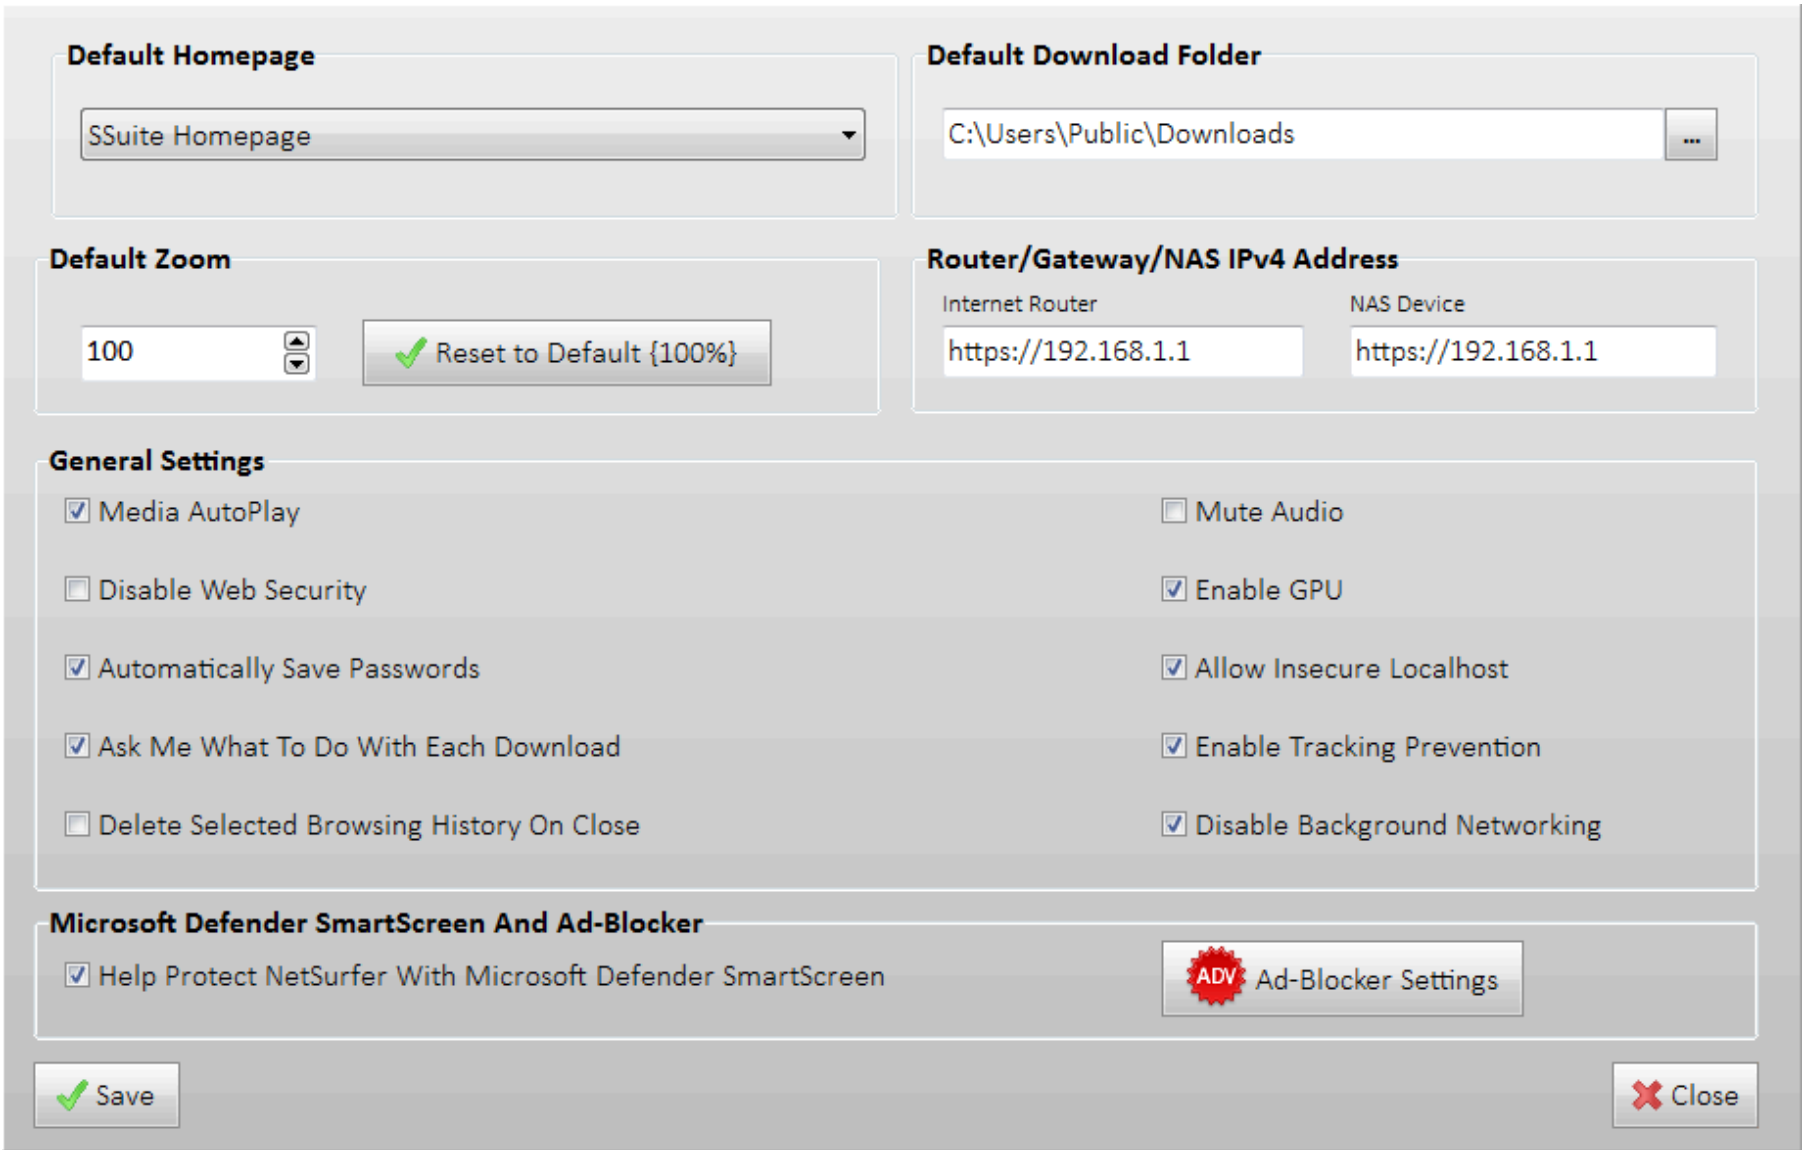 Default Homepage
SSuite Homepage
Default Download Folder
C:\Users\Public\Downloads
...
Default Zoom
100
Reset to Default {100%}
Router/Gateway/NAS IPv4 Address
Internet Router
NAS Device
https://192.168.1.1
https://192.168.1.1
General Settings
Media AutoPlay
Mute Audio
Disable Web Security
Enable GPU
Automatically Save Passwords
Allow Insecure Localhost
Ask Me What To Do With Each Download
Enable Tracking Prevention
Delete Selected Browsing History On Close
Disable Background Networking
Microsoft Defender SmartScreen And Ad-Blocker
Help Protect NetSurfer With Microsoft Defender SmartScreen
ADV
Ad-Blocker Settings
Save
Close